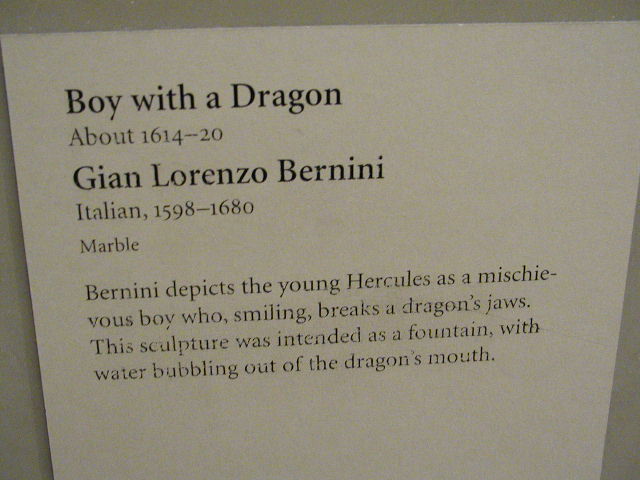 Boy with a Dragon
About 1614–20
Gian Lorenzo Bernini
Italian, 1598–1680
Marble
Bernini depicts the young Hercules as a mischie-
vous boy who, smiling, breaks a dragon's jaws.
This sculpture was intended as a fountain, with
water bubbling out of the dragon's mouth.